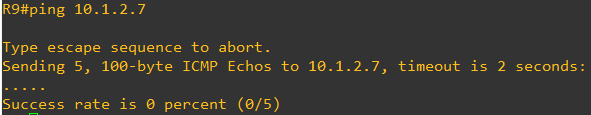 R9#ping 10.1.2.7
Type escape sequence to abort.
Sending 5, 100-byte ICMP Echos to 10.1.2.7, timeout is 2 seconds:
.....
Success rate is 0 percent (0/5)